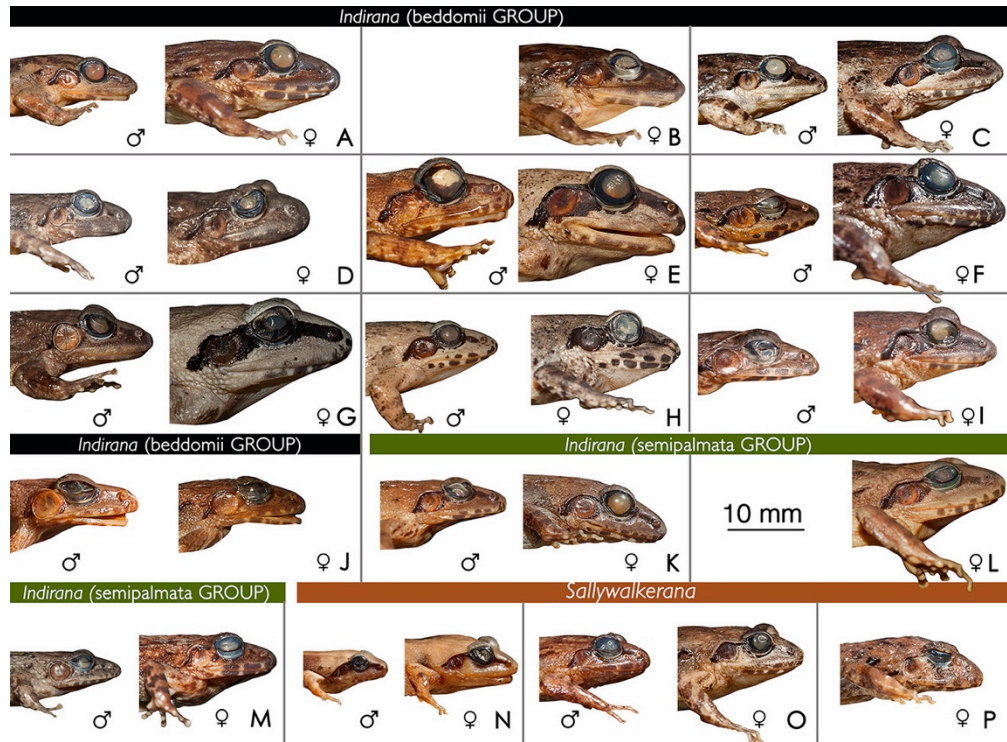 Indirana (beddomii GROUP)
♂ ♀ A
♀ B
♂ ♀ C
♂ ♀ D
♂ ♀ E
♂ ♀ F
♂ ♀ G
♂ ♀ H
♂ ♀ I
Indirana (beddomii GROUP)
Indirana (semipalmata GROUP)
♂ ♀ J
♂ ♀ K
10 mm
♀ L
Indirana (semipalmata GROUP)
Sallywalkerana
♂ ♀ M
♂ ♀ N
♂ ♀ O
♀ P